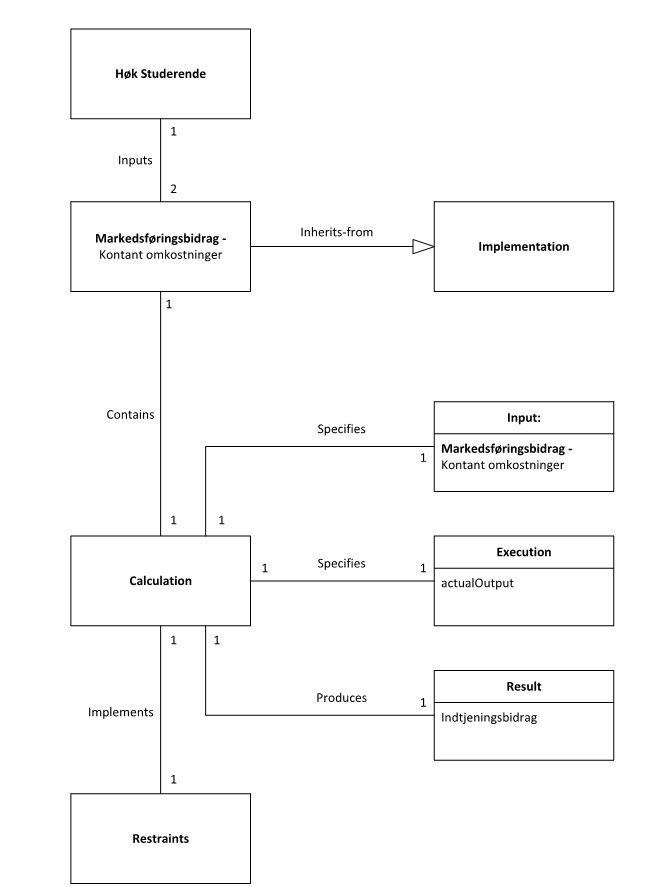 Høk Studerende
1
Inputs
2
Markedsføringsbidrag -
Kontant omkostninger
Inherits-from
Implementation
1
Contains
Input:
Specifies
Markedsføringsbidrag -
1
Kontant omkostninger
1
1
Calculation
1
Specifies
1
Execution
actualOutput
1
1
Implements
Produces
1
Result
Indtjeningsbidrag
1
Restraints